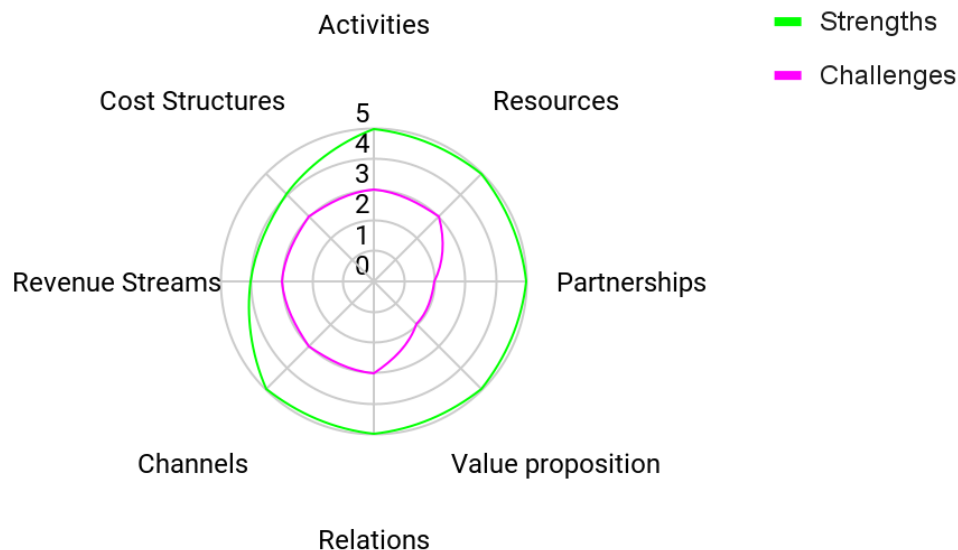 Activities
Strengths
Challenges
Cost Structures
Resources
5
4
3
2
1
0
Revenue Streams
Partnerships
Channels
Value proposition
Relations